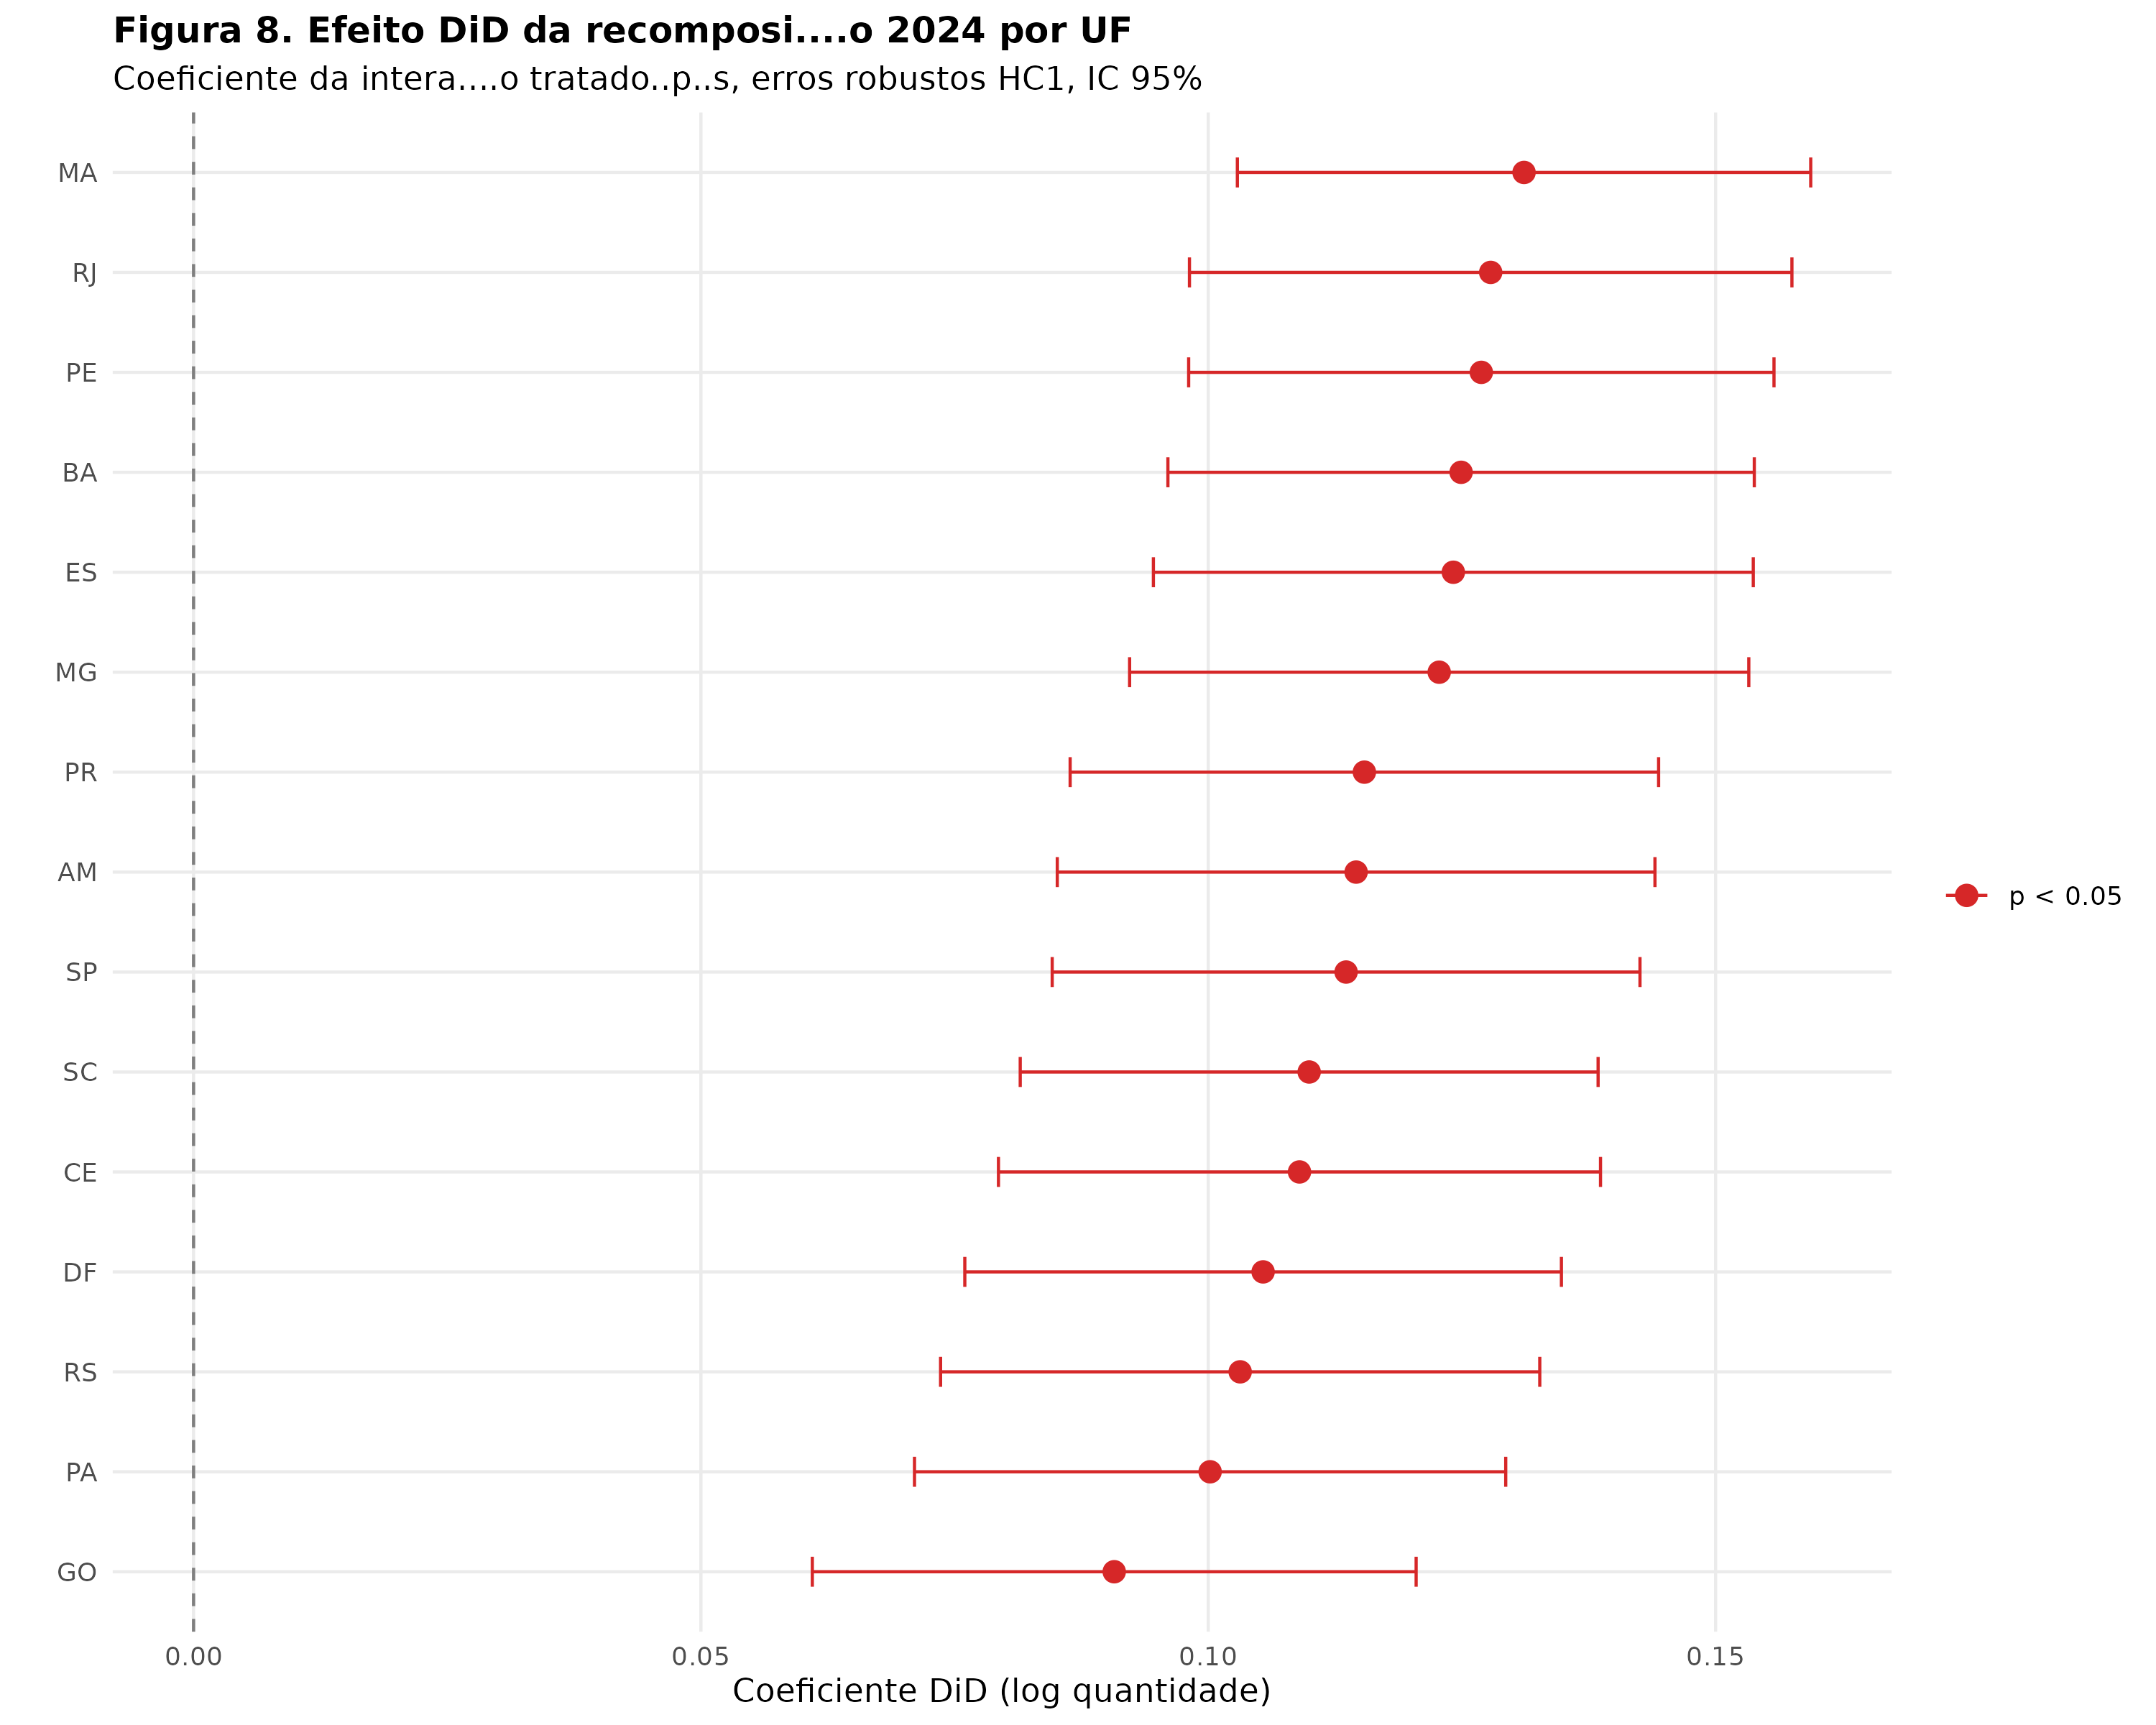 Figura 8. Efeito DiD da recomposi....o 2024 por UF
Coeficiente da intera....o tratado..p..s, erros robustos HC1, IC 95%
MA
RJ
PE
BA
ES
MG
PR
AM
SP
SC
CE
DF
RS
PA
GO
0.00 0.05 0.10 0.15
Coeficiente DiD (log quantidade)
p < 0.05